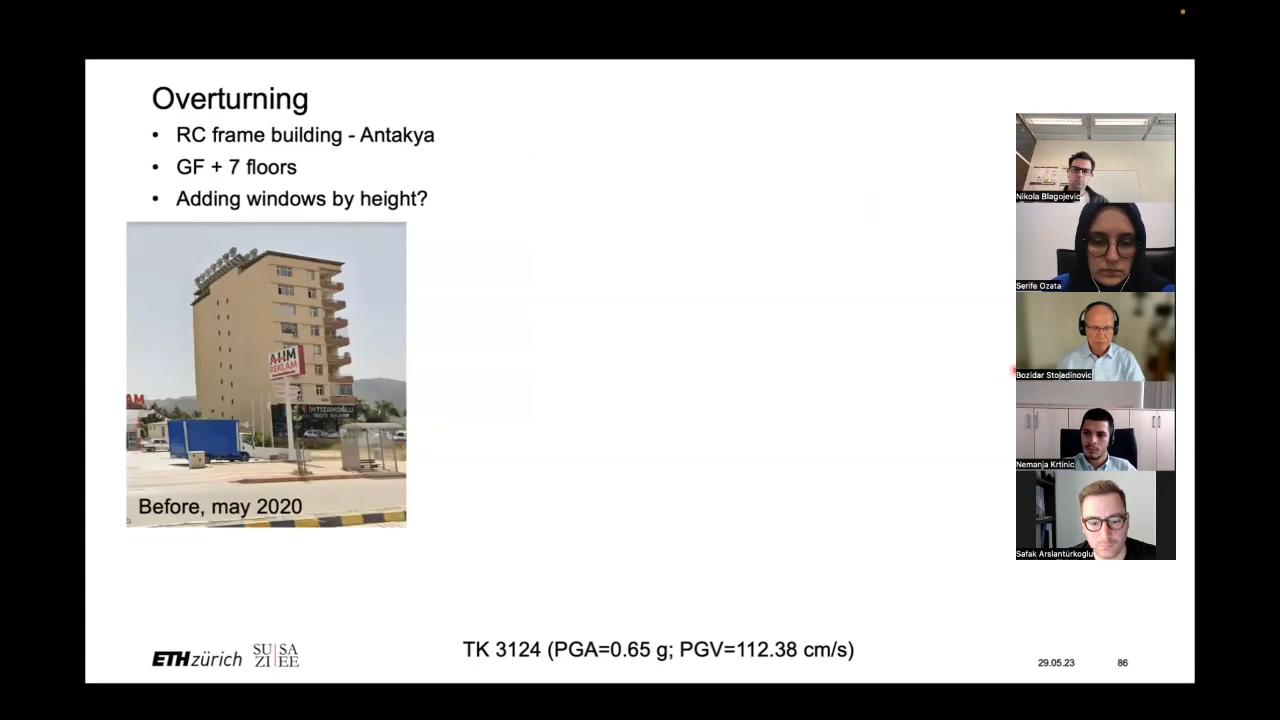 Overturning
• RC frame building - Antakya
• GF + 7 floors
• Adding windows by height?
AHM
REKLAM
AM
Before, may 2020
Nikola Blagojevic
Serife Ozata
Bozidar Stojadinovic
Nemanja Krtinic
Safak Arslantürkoglu
ETH zürich
SU|SA
ZI|EE
TK 3124 (PGA=0.65 g; PGV=112.38 cm/s)
29.05.23
86